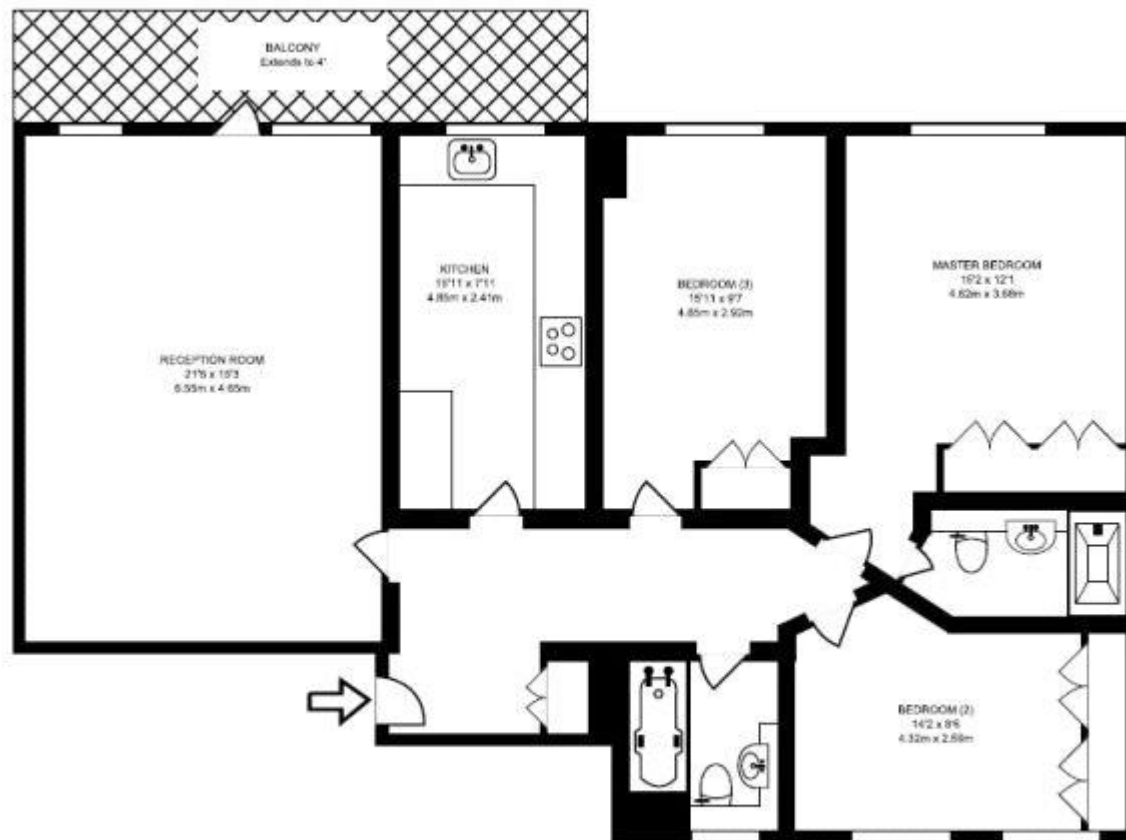 BALCONY
Extends to 4'
KITCHEN
15'11 x 7'11
4.85m x 2.41m
BEDROOM (3)
15'11 x 9'7
4.85m x 2.92m
MASTER BEDROOM
15'2 x 12'1
4.62m x 3.68m
RECEPTION ROOM
21'6 x 15'3
6.55m x 4.65m
BEDROOM (2)
14'2 x 8'6
4.32m x 2.59m